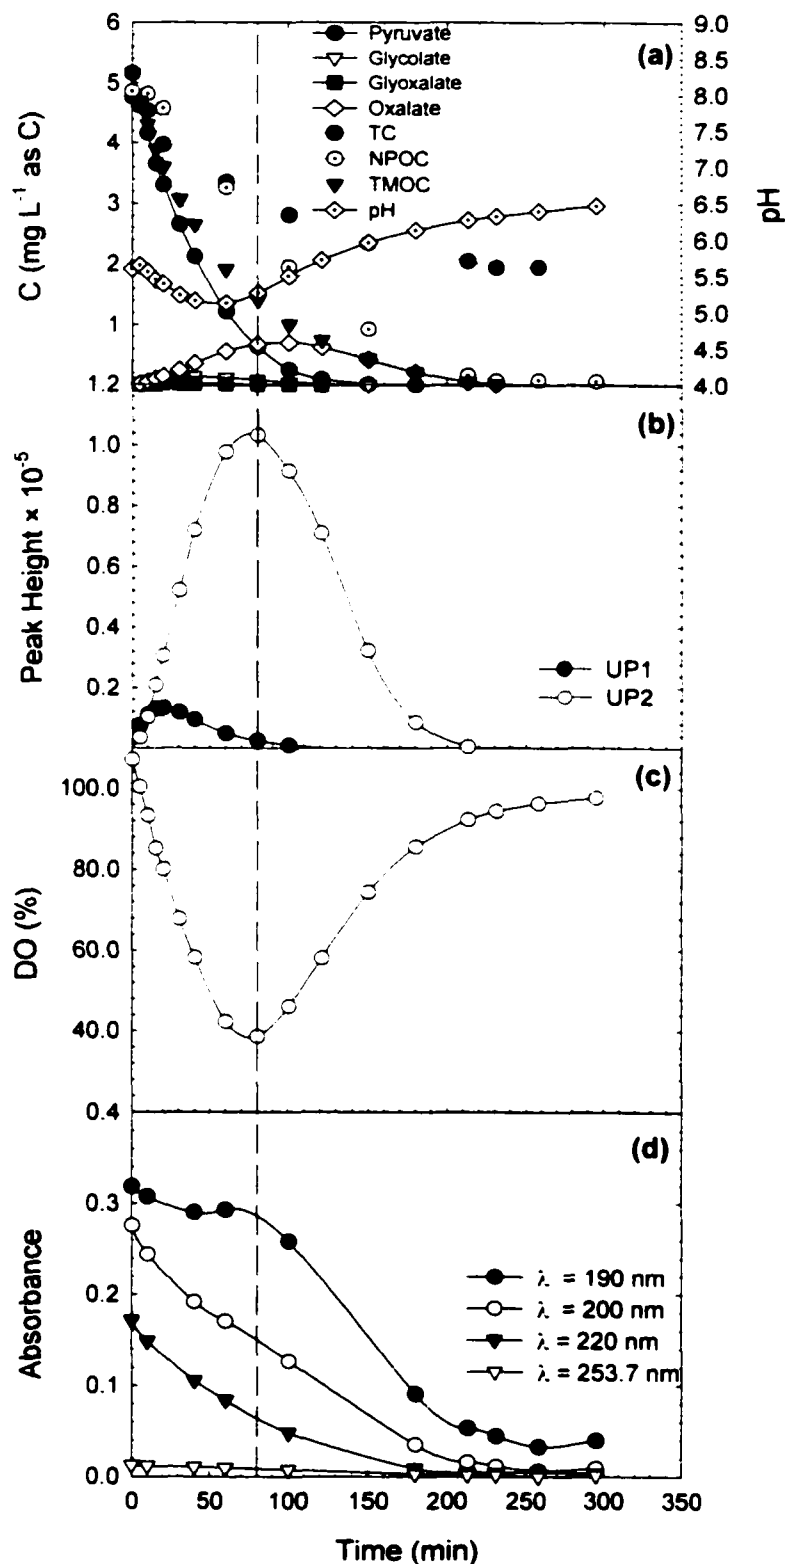 (a)
Pyruvate
Glycolate
Glyoxalate
Oxalate
TC
NPOC
TMOC
pH
C (mg L⁻¹ as C)
6
5
4
3
2
1
pH
9.0
8.5
8.0
7.5
7.0
6.5
6.0
5.5
5.0
4.5
4.0
(b)
Peak Height × 10⁻⁵
1.2
1.0
0.8
0.6
0.4
0.2
UP1
UP2
(c)
DO (%)
100.0
80.0
60.0
40.0
(d)
Absorbance
0.4
0.3
0.2
0.1
0.0
λ = 190 nm
λ = 200 nm
λ = 220 nm
λ = 253.7 nm
0 50 100 150 200 250 300 350
Time (min)